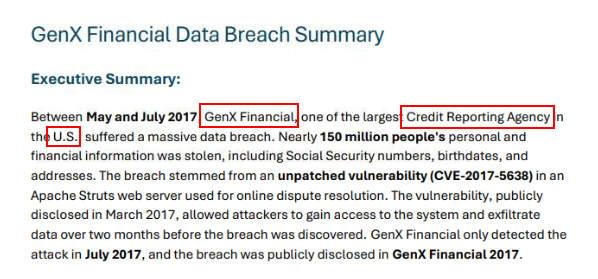 GenX Financial Data Breach Summary
Executive Summary:
Between May and July 2017, GenX Financial, one of the largest Credit Reporting Agency in
the U.S. suffered a massive data breach. Nearly 150 million people's personal and
financial information was stolen, including Social Security numbers, birthdates, and
addresses. The breach stemmed from an unpatched vulnerability (CVE-2017-5638) in an
Apache Struts web server used for online dispute resolution. The vulnerability, publicly
disclosed in March 2017, allowed attackers to gain access to the system and exfiltrate
data over two months before the breach was discovered. GenX Financial only detected the
attack in July 2017, and the breach was publicly disclosed in GenX Financial 2017.